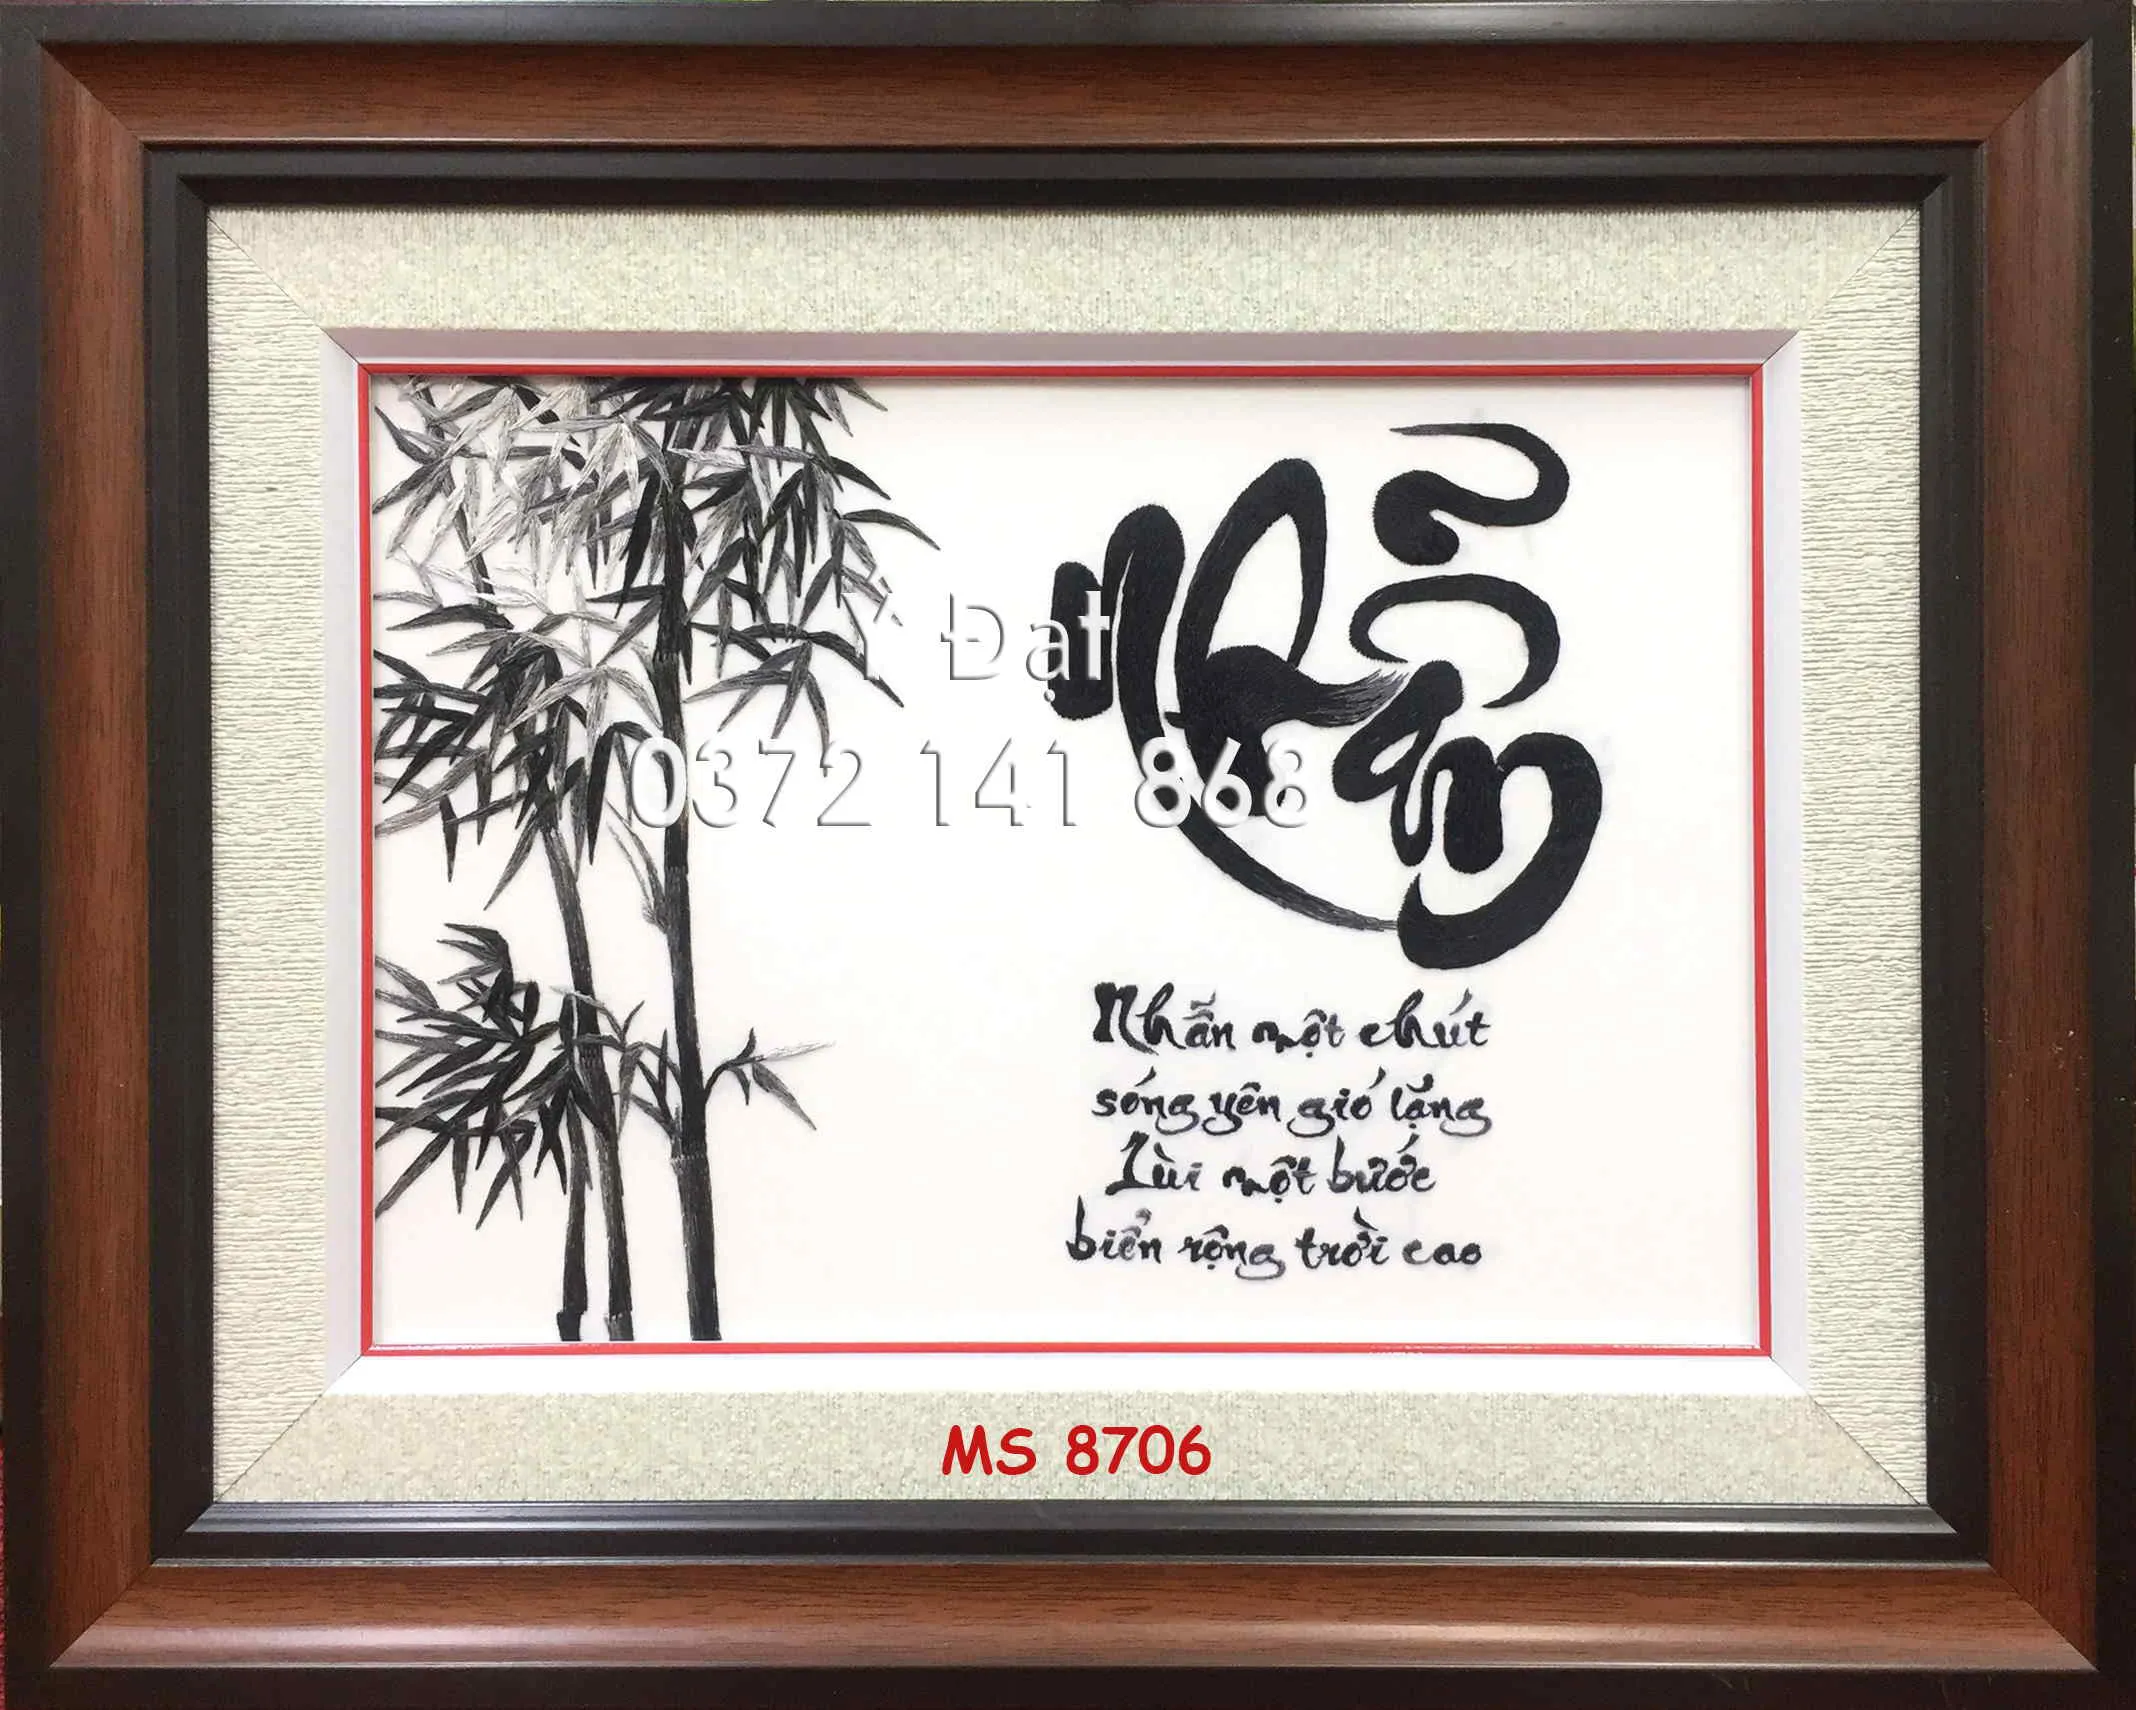 Nhẫn
Ý Đạt
0372 141 868
Nhẫn một chút
sóng yên gió lặng
Lùi một bước
biển rộng trời cao
MS 8706